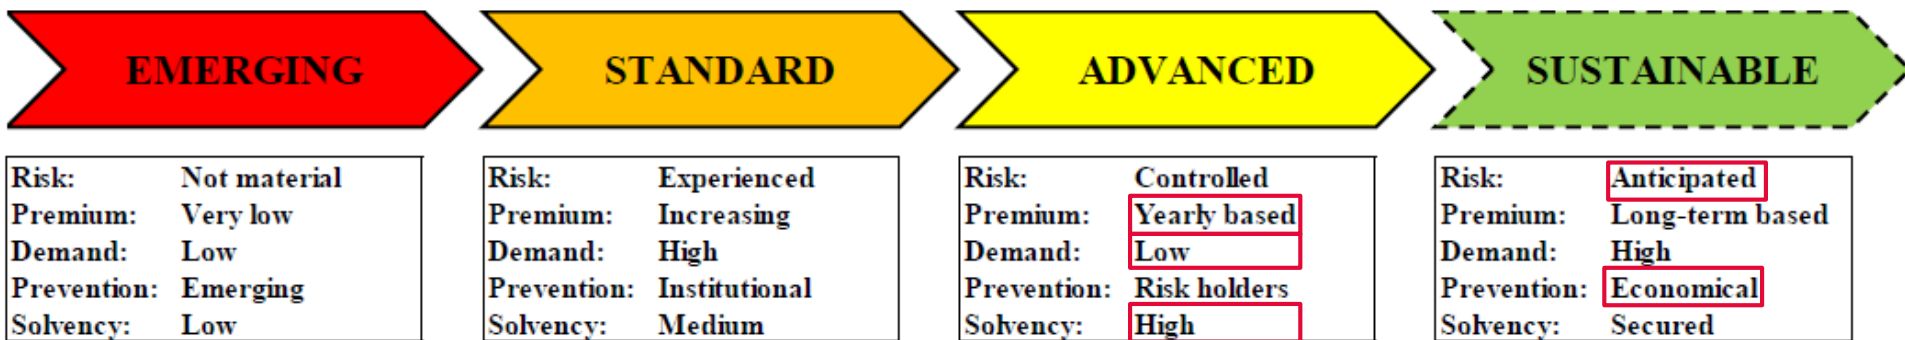 EMERGING
STANDARD
ADVANCED
SUSTAINABLE
Risk: Not material
Premium: Very low
Demand: Low
Prevention: Emerging
Solvency: Low
Risk: Experienced
Premium: Increasing
Demand: High
Prevention: Institutional
Solvency: Medium
Risk: Controlled
Premium: Yearly based
Demand: Low
Prevention: Risk holders
Solvency: High
Risk: Anticipated
Premium: Long-term based
Demand: High
Prevention: Economical
Solvency: Secured